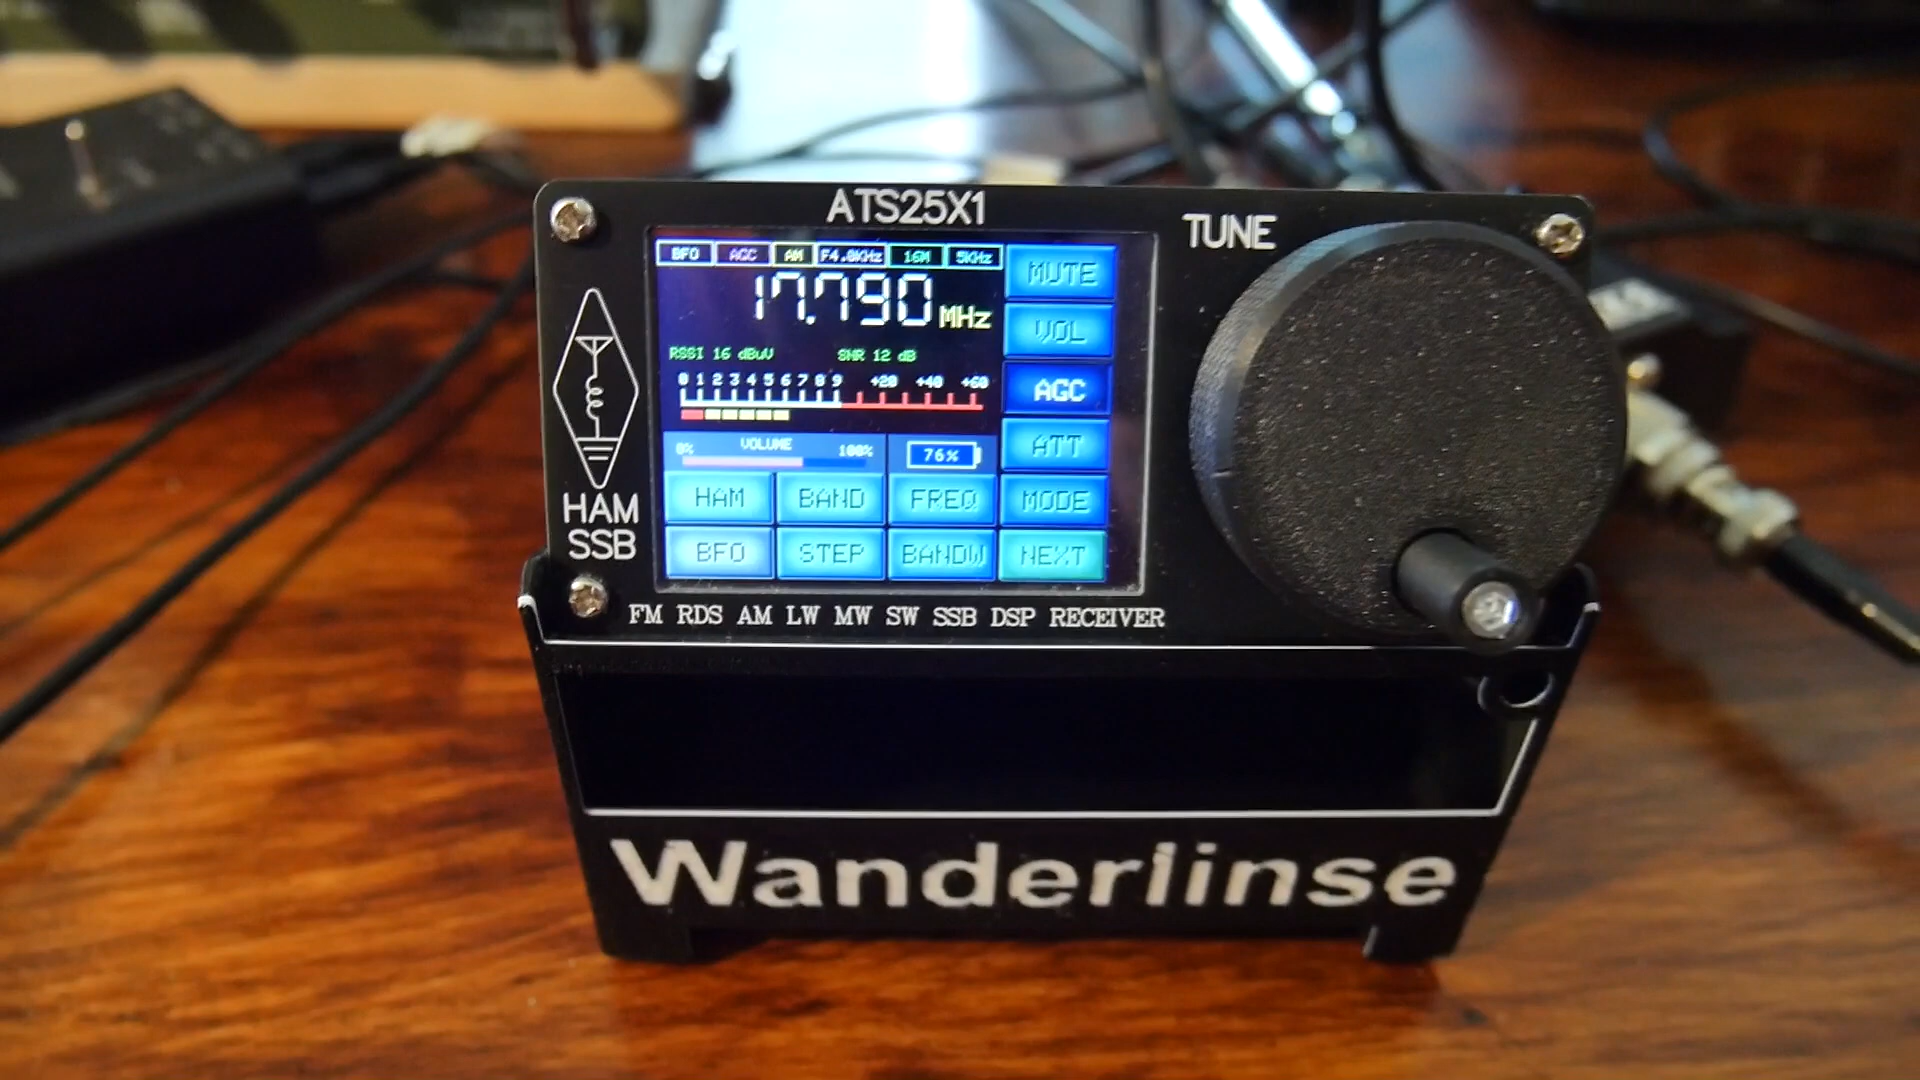 ATS25X1
TUNE
BFO AGC AM F4.0KHz 16M 5KHz
17.790 MHz
RSSI 16 dBuV SNR 12 dB
0 1 2 3 4 5 6 7 8 9 +20 +40 +60
0% VOLUME 100%
76%
MUTE
VOL
AGC
ATT
HAM BAND FREQ MODE
BFO STEP BANDW NEXT
HAM
SSB
FM RDS AM LW MW SW SSB DSP RECEIVER
Wanderlinse